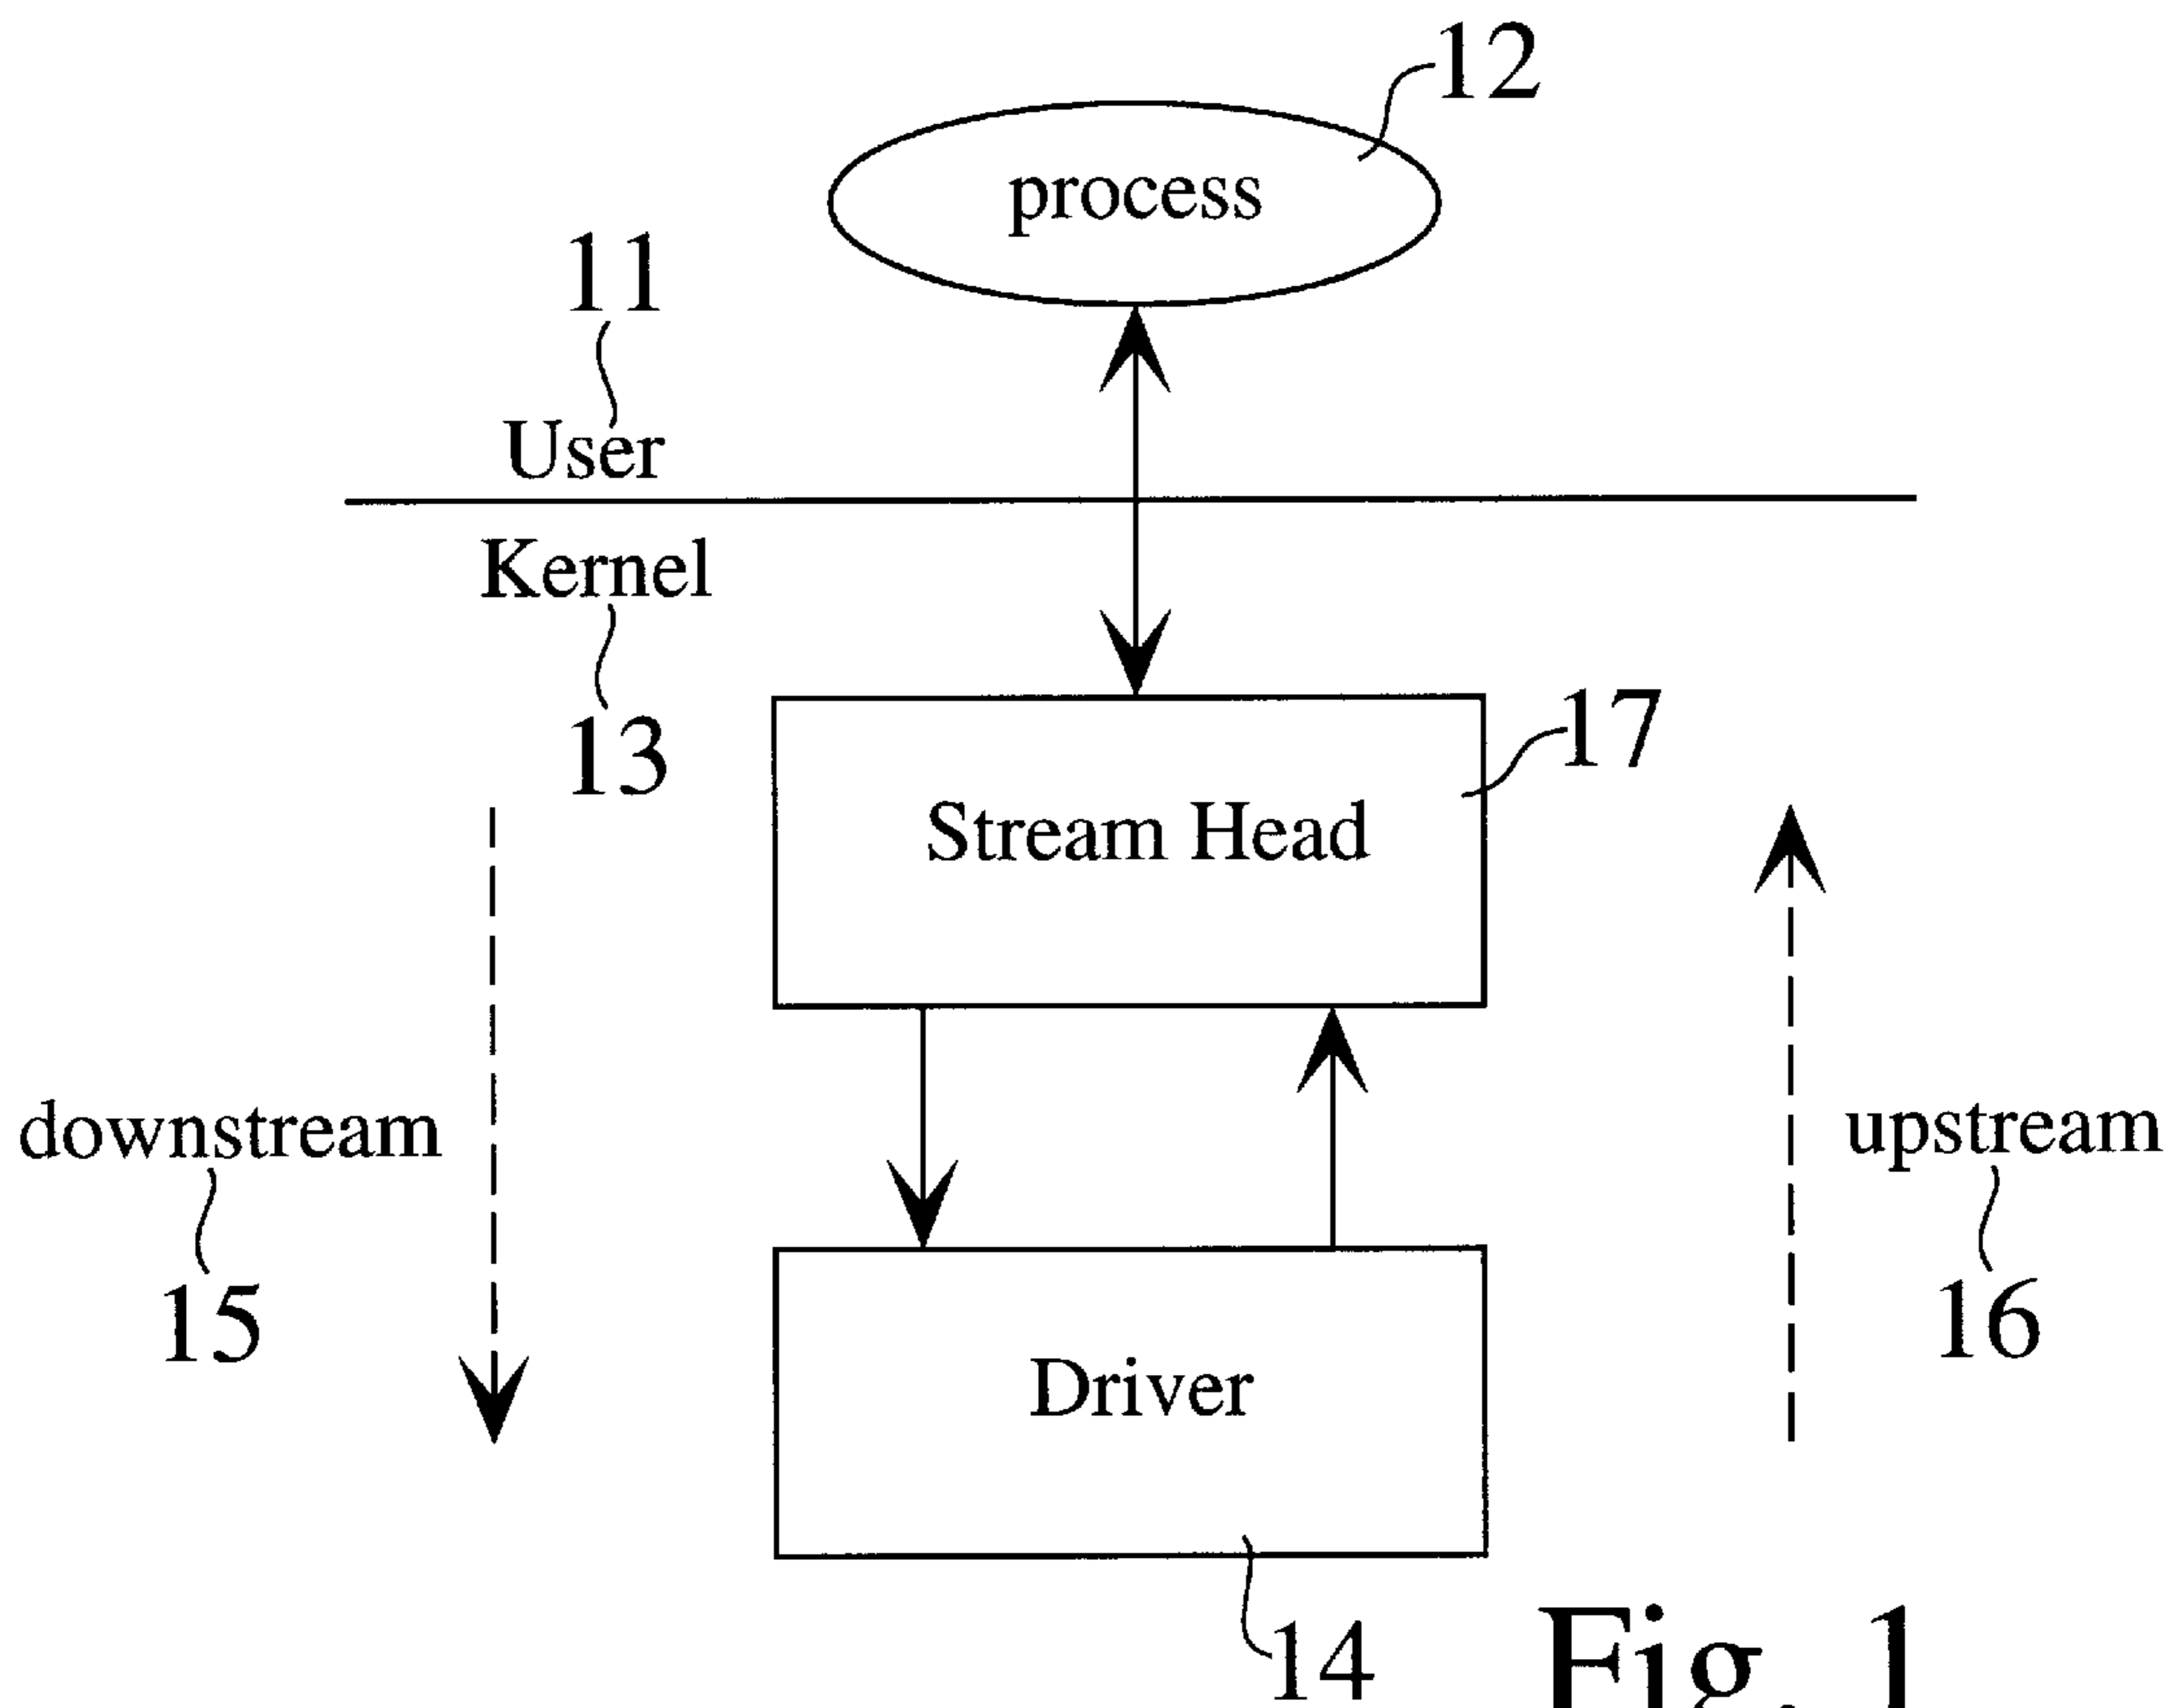 12
process
11
User
Kernel
13
17
Stream Head
downstream
upstream
15
16
Driver
14
Fig. 1